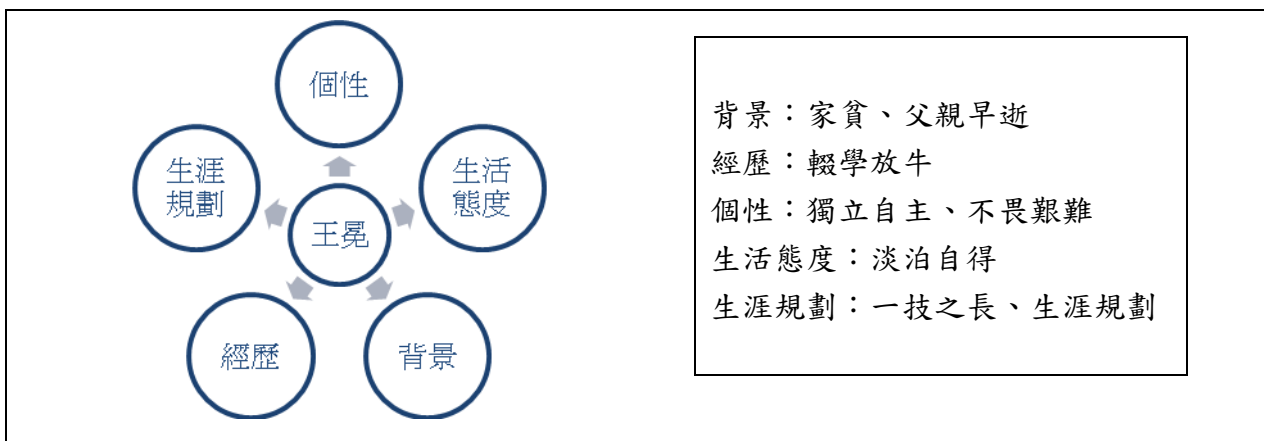 個性
生涯
規劃
生活
態度
王冕
經歷
背景
背景：家貧、父親早逝
經歷：輟學放牛
個性：獨立自主、不畏艱難
生活態度：淡泊自得
生涯規劃：一技之長、生涯規劃